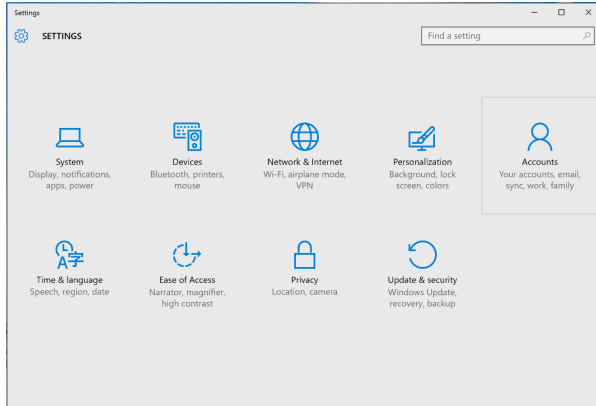 Settings
SETTINGS
Find a setting
System
Display, notifications,
apps, power
Devices
Bluetooth, printers,
mouse
Network & Internet
Wi-Fi, airplane mode,
VPN
Personalization
Background, lock
screen, colors
Accounts
Your accounts, email,
sync, work, family
A字
Time & language
Speech, region, date
Ease of Access
Narrator, magnifier,
high contrast
Privacy
Location, camera
Update & security
Windows Update,
recovery, backup